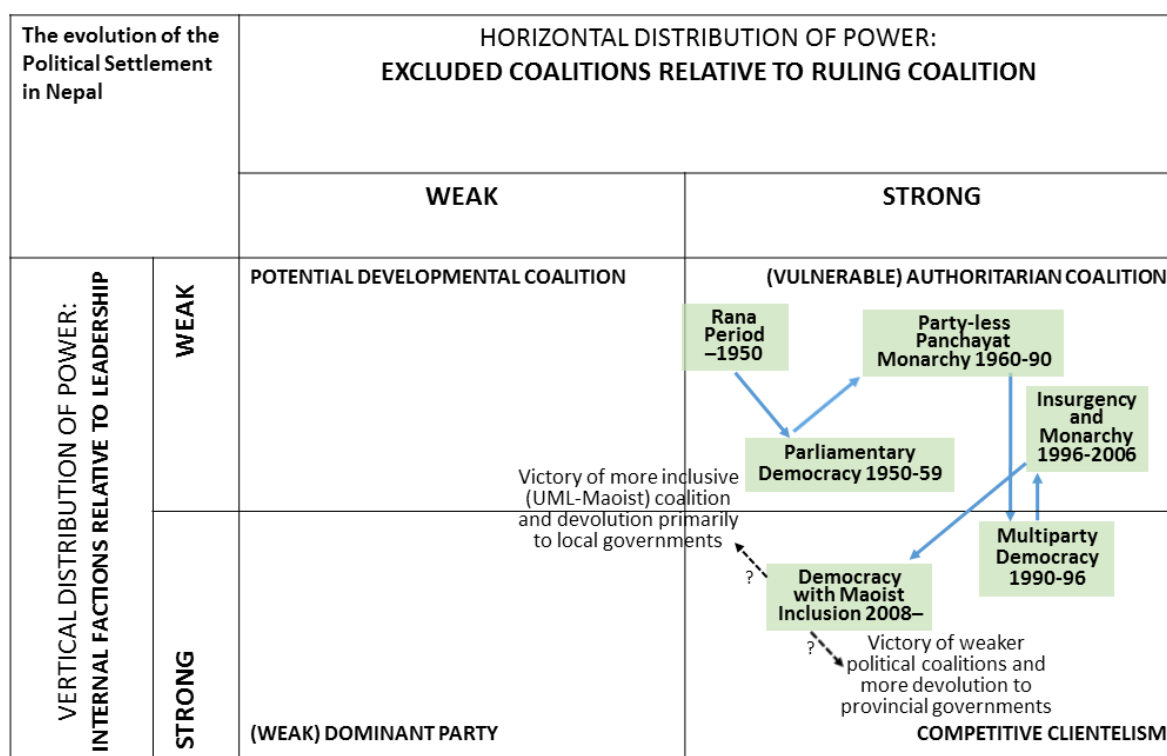 The evolution of the
Political Settlement
in Nepal
HORIZONTAL DISTRIBUTION OF POWER:
EXCLUDED COALITIONS RELATIVE TO RULING COALITION
WEAK
STRONG
VERTICAL DISTRIBUTION OF POWER:
INTERNAL FACTIONS RELATIVE TO LEADERSHIP
WEAK
POTENTIAL DEVELOPMENTAL COALITION
(VULNERABLE) AUTHORITARIAN COALITION
Rana
Period
–1950
Party-less
Panchayat
Monarchy 1960-90
Insurgency
and
Monarchy
1996-2006
Parliamentary
Democracy 1950-59
Victory of more inclusive
(UML-Maoist) coalition
and devolution primarily
to local governments
?
STRONG
Multiparty
Democracy
1990-96
Democracy
with Maoist
Inclusion 2008–
?
Victory of weaker
political coalitions and
more devolution to
provincial governments
(WEAK) DOMINANT PARTY
COMPETITIVE CLIENTELISM